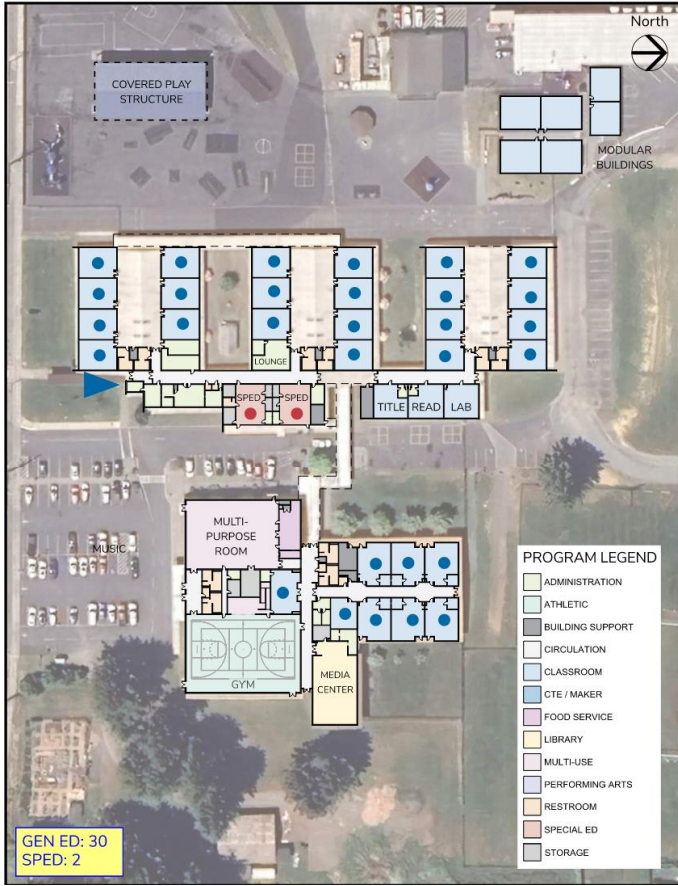 North
COVERED PLAY
STRUCTURE
MODULAR
BUILDINGS
LOUNGE
SPED
SPED
TITLE
READ
LAB
MULTI-
PURPOSE
ROOM
MUSIC
GYM
MEDIA
CENTER
PROGRAM LEGEND
ADMINISTRATION
ATHLETIC
BUILDING SUPPORT
CIRCULATION
CLASSROOM
CTE / MAKER
FOOD SERVICE
LIBRARY
MULTI-USE
PERFORMING ARTS
RESTROOM
SPECIAL ED
STORAGE
GEN ED: 30
SPED: 2